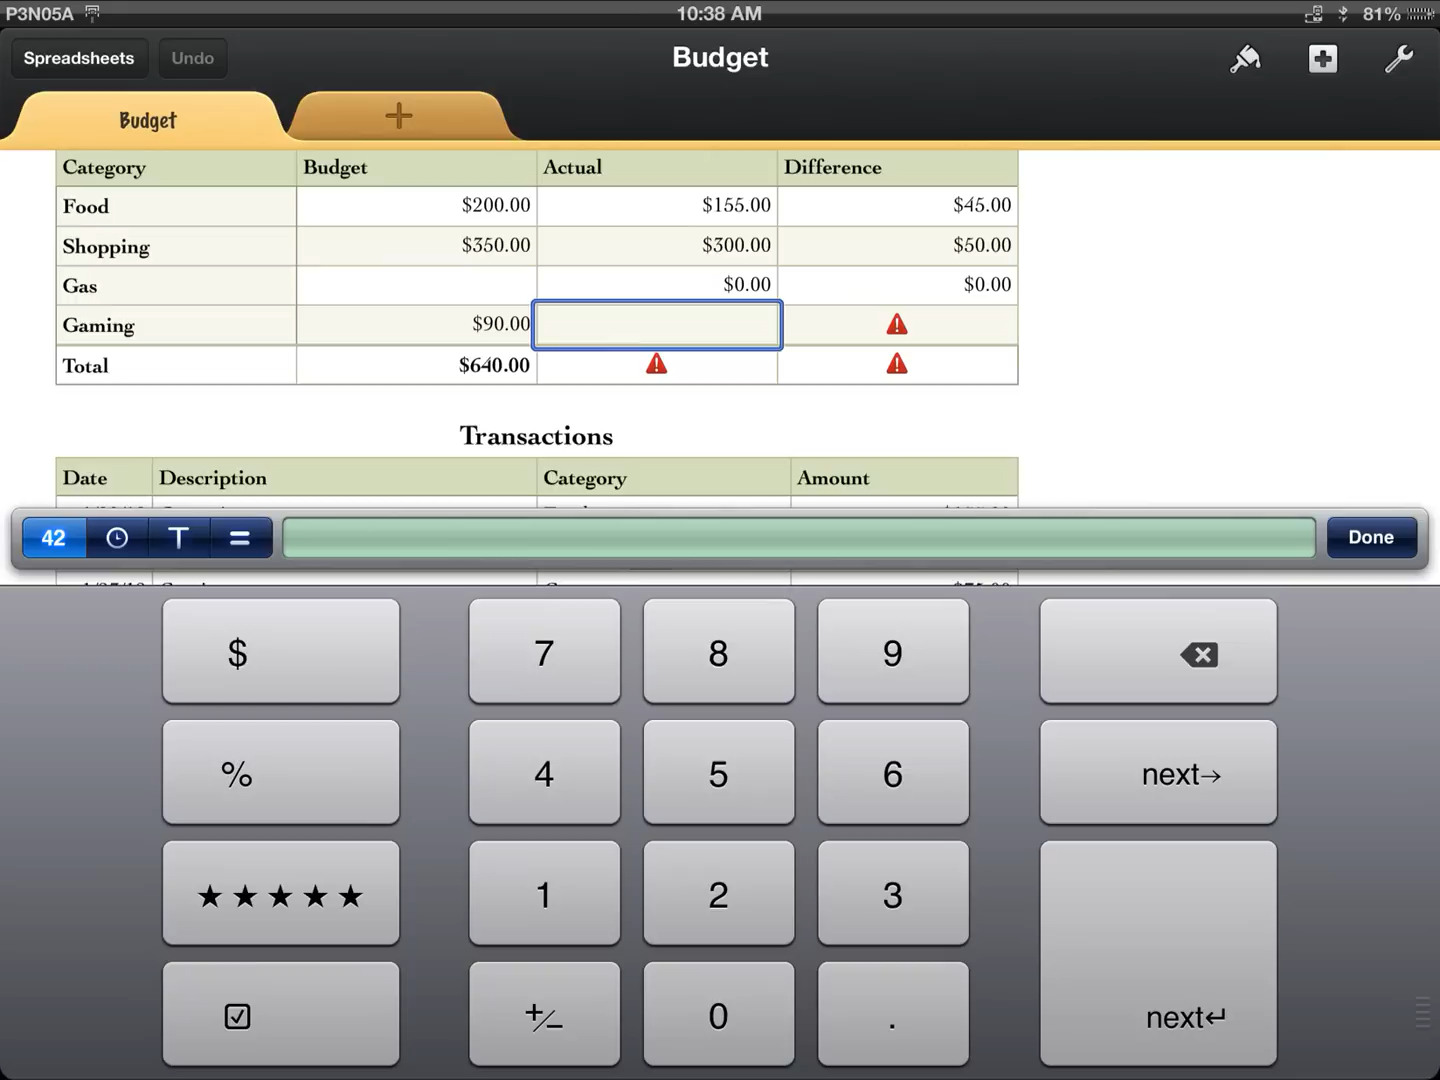 P3N05A 10:38 AM 81%
Spreadsheets Undo Budget
Budget
Category Budget Actual Difference
Food $200.00 $155.00 $45.00
Shopping $350.00 $300.00 $50.00
Gas $0.00 $0.00
Gaming $90.00
Total $640.00
Transactions
Date Description Category Amount
42 T = Done
$ 7 8 9
% 4 5 6 next→
★★★★★ 1 2 3
+/− 0 . next↵